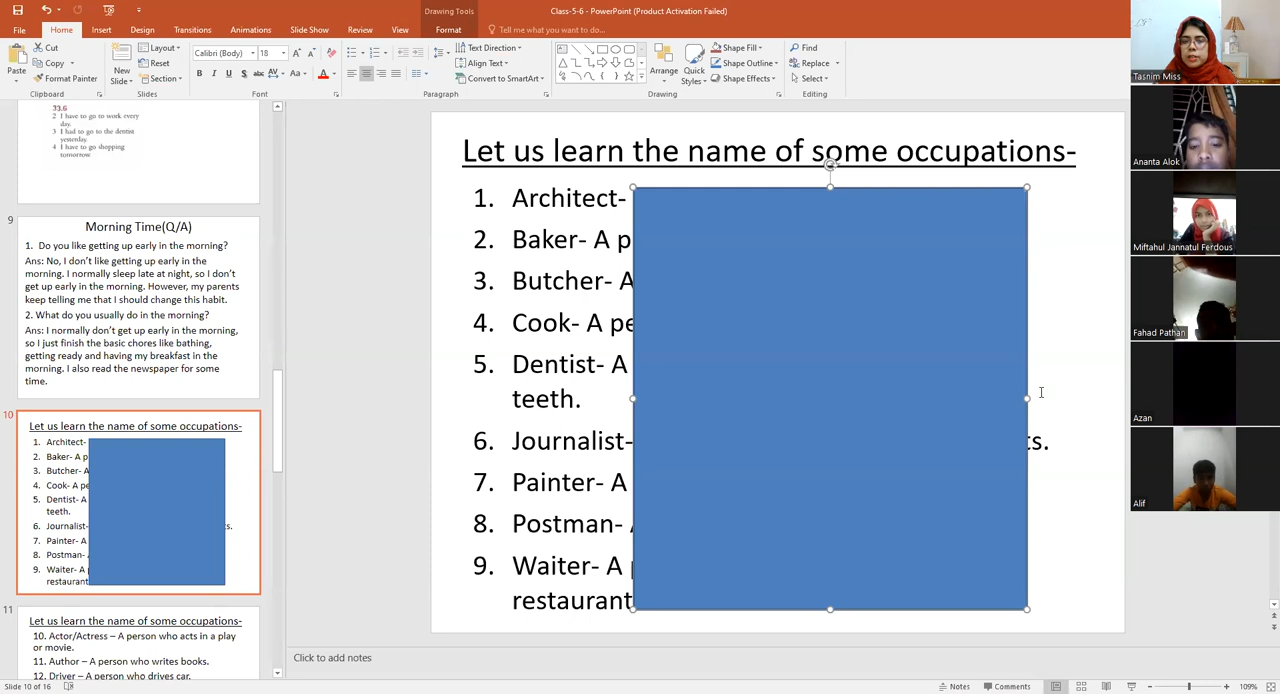 Drawing Tools
Class-5-6 - PowerPoint (Product Activation Failed)
File Home Insert Design Transitions Animations Slide Show Review View Format Tell me what you want to do...
Paste
Cut
Copy
Format Painter
Clipboard
New Slide
Layout
Reset
Section
Slides
Calibri (Body) 18
B I U S abc AV Aa A
Font
Paragraph
Text Direction
Align Text
Convert to SmartArt
Arrange
Quick Styles
Shape Fill
Shape Outline
Shape Effects
Drawing
Find
Replace
Select
Editing
33.6
2 I have to go to work every
day.
3 I had to go to the dentist
yesterday.
4 I have to go shopping
tomorrow.
9
Morning Time(Q/A)
1. Do you like getting up early in the morning?
Ans: No, I don't like getting up early in the
morning. I normally sleep late at night, so I don't
get up early in the morning. However, my parents
keep telling me that I should change this habit.
2. What do you usually do in the morning?
Ans: I normally don't get up early in the morning,
so I just finish the basic chores like bathing,
getting ready and having my breakfast in the
morning. I also read the newspaper for some
time.
10
Let us learn the name of some occupations-
1. Architect-
2. Baker- A p
3. Butcher- A
4. Cook- A pe
5. Dentist- A
teeth.
6. Journalist- s.
7. Painter- A
8. Postman-
9. Waiter- A
restaurant
11
Let us learn the name of some occupations-
10. Actor/Actress – A person who acts in a play
or movie.
11. Author – A person who writes books.
12. Driver – A person who drives car.
Let us learn the name of some occupations-
1. Architect-
2. Baker- A p
3. Butcher- A
4. Cook- A pe
5. Dentist- A
teeth.
6. Journalist- s.
7. Painter- A
8. Postman-
9. Waiter- A
restaurant
Click to add notes
Slide 10 of 16
Notes
Comments
109%
Tasnim Miss
Ananta Alok
Miftahul Jannatul Ferdous
Fahad Pathan
Azan
Alif